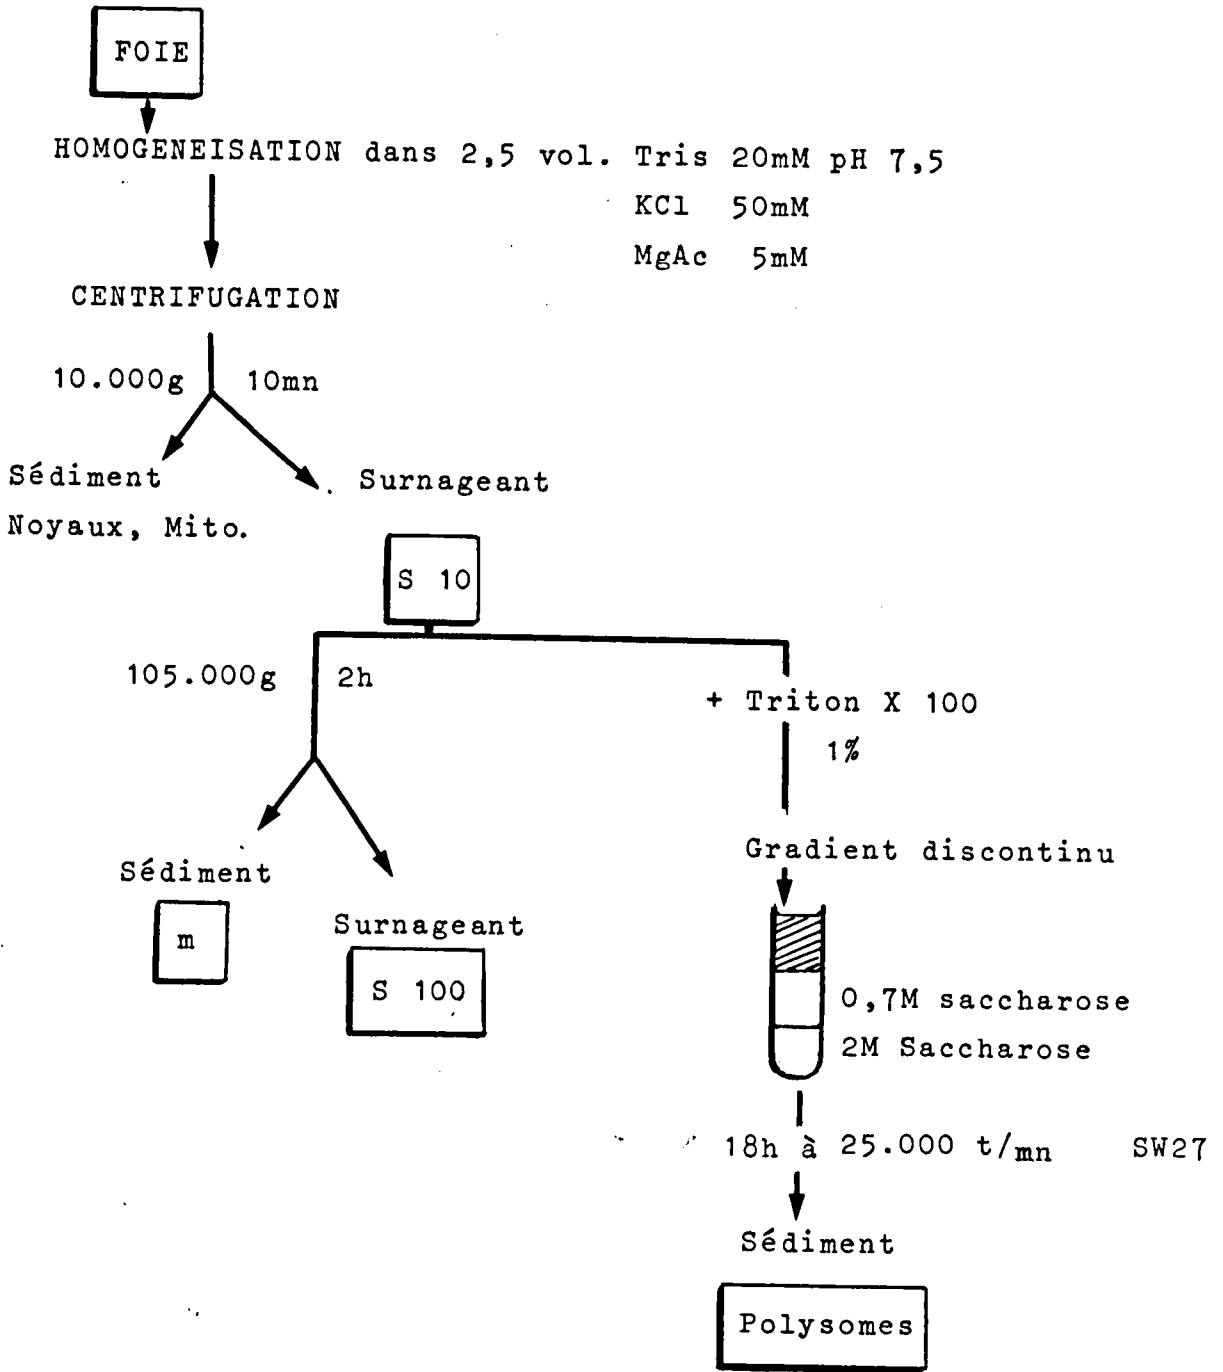 FOIE
HOMOGENEISATION dans 2,5 vol. Tris 20mM pH 7,5
KCl 50mM
MgAc 5mM
CENTRIFUGATION
10.000g 10mn
Sédiment
Noyaux, Mito.
Surnageant
S 10
105.000g 2h
+ Triton X 100
1%
Gradient discontinu
Sédiment
m
Surnageant
S 100
0,7M saccharose
2M Saccharose
18h à 25.000 t/mn SW27
Sédiment
Polysomes